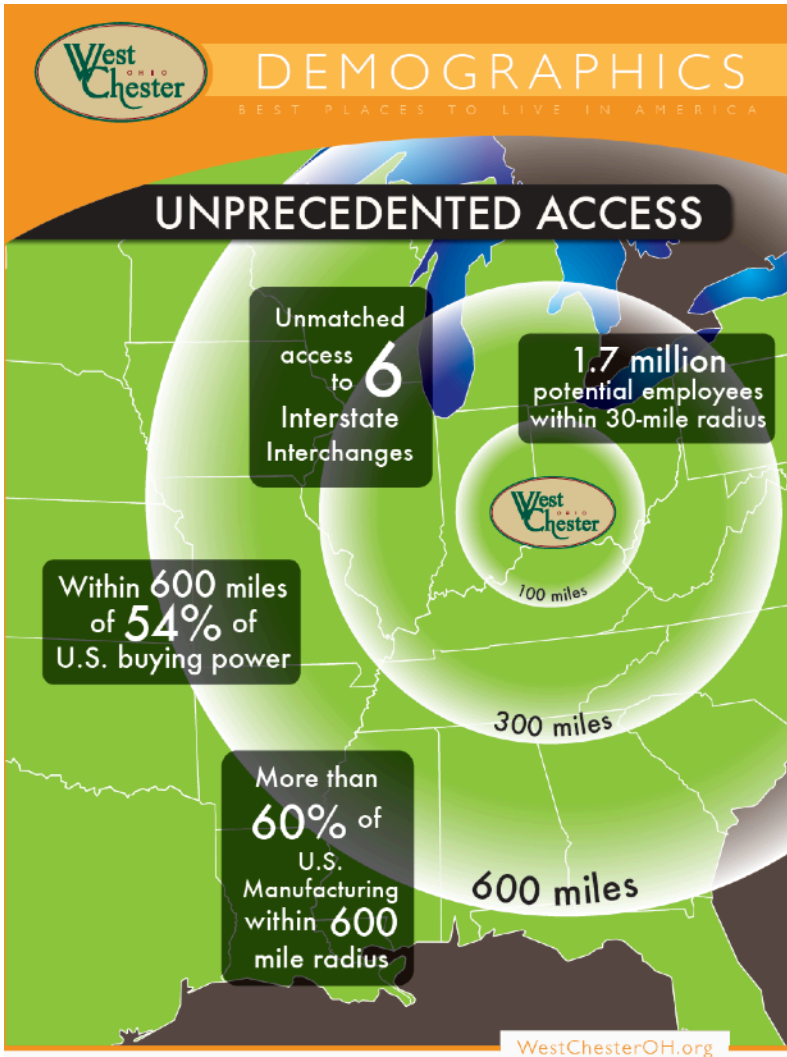 West
OHIO
Chester
DEMOGRAPHICS
BEST PLACES TO LIVE IN AMERICA
UNPRECEDENTED ACCESS
Unmatched
access
to 6
Interstate
Interchanges
1.7 million
potential employees
within 30-mile radius
West
OHIO
Chester
100 miles
Within 600 miles
of 54% of
U.S. buying power
300 miles
More than
60% of
U.S.
Manufacturing
within 600
mile radius
600 miles
WestChesterOH.org